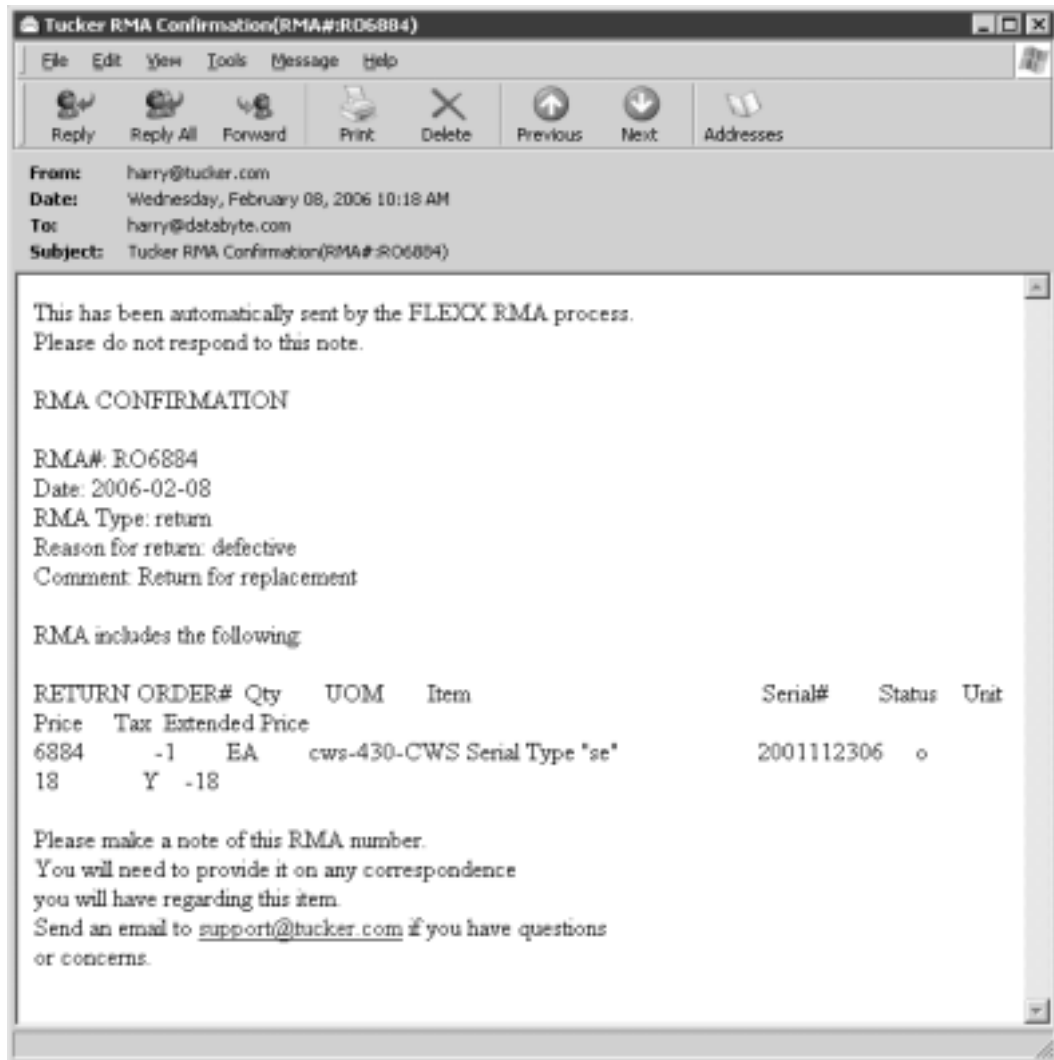 Tucker RMA Confirmation(RMA#:RO6884)
File Edit View Tools Message Help
Reply Reply All Forward Print Delete Previous Next Addresses
From: harry@tucker.com
Date: Wednesday, February 08, 2006 10:18 AM
To: harry@databyte.com
Subject: Tucker RMA Confirmation(RMA#:RO6884)
This has been automatically sent by the FLEXX RMA process.
Please do not respond to this note.
RMA CONFIRMATION
RMA#: RO6884
Date: 2006-02-08
RMA Type: return
Reason for return: defective
Comment: Return for replacement
RMA includes the following:
RETURN ORDER# Qty UOM Item Serial# Status Unit
Price Tax Extended Price
6884 -1 EA cws-430-CWS Serial Type "se" 2001112306 o
18 Y -18
Please make a note of this RMA number.
You will need to provide it on any correspondence
you will have regarding this item.
Send an email to support@tucker.com if you have questions
or concerns.